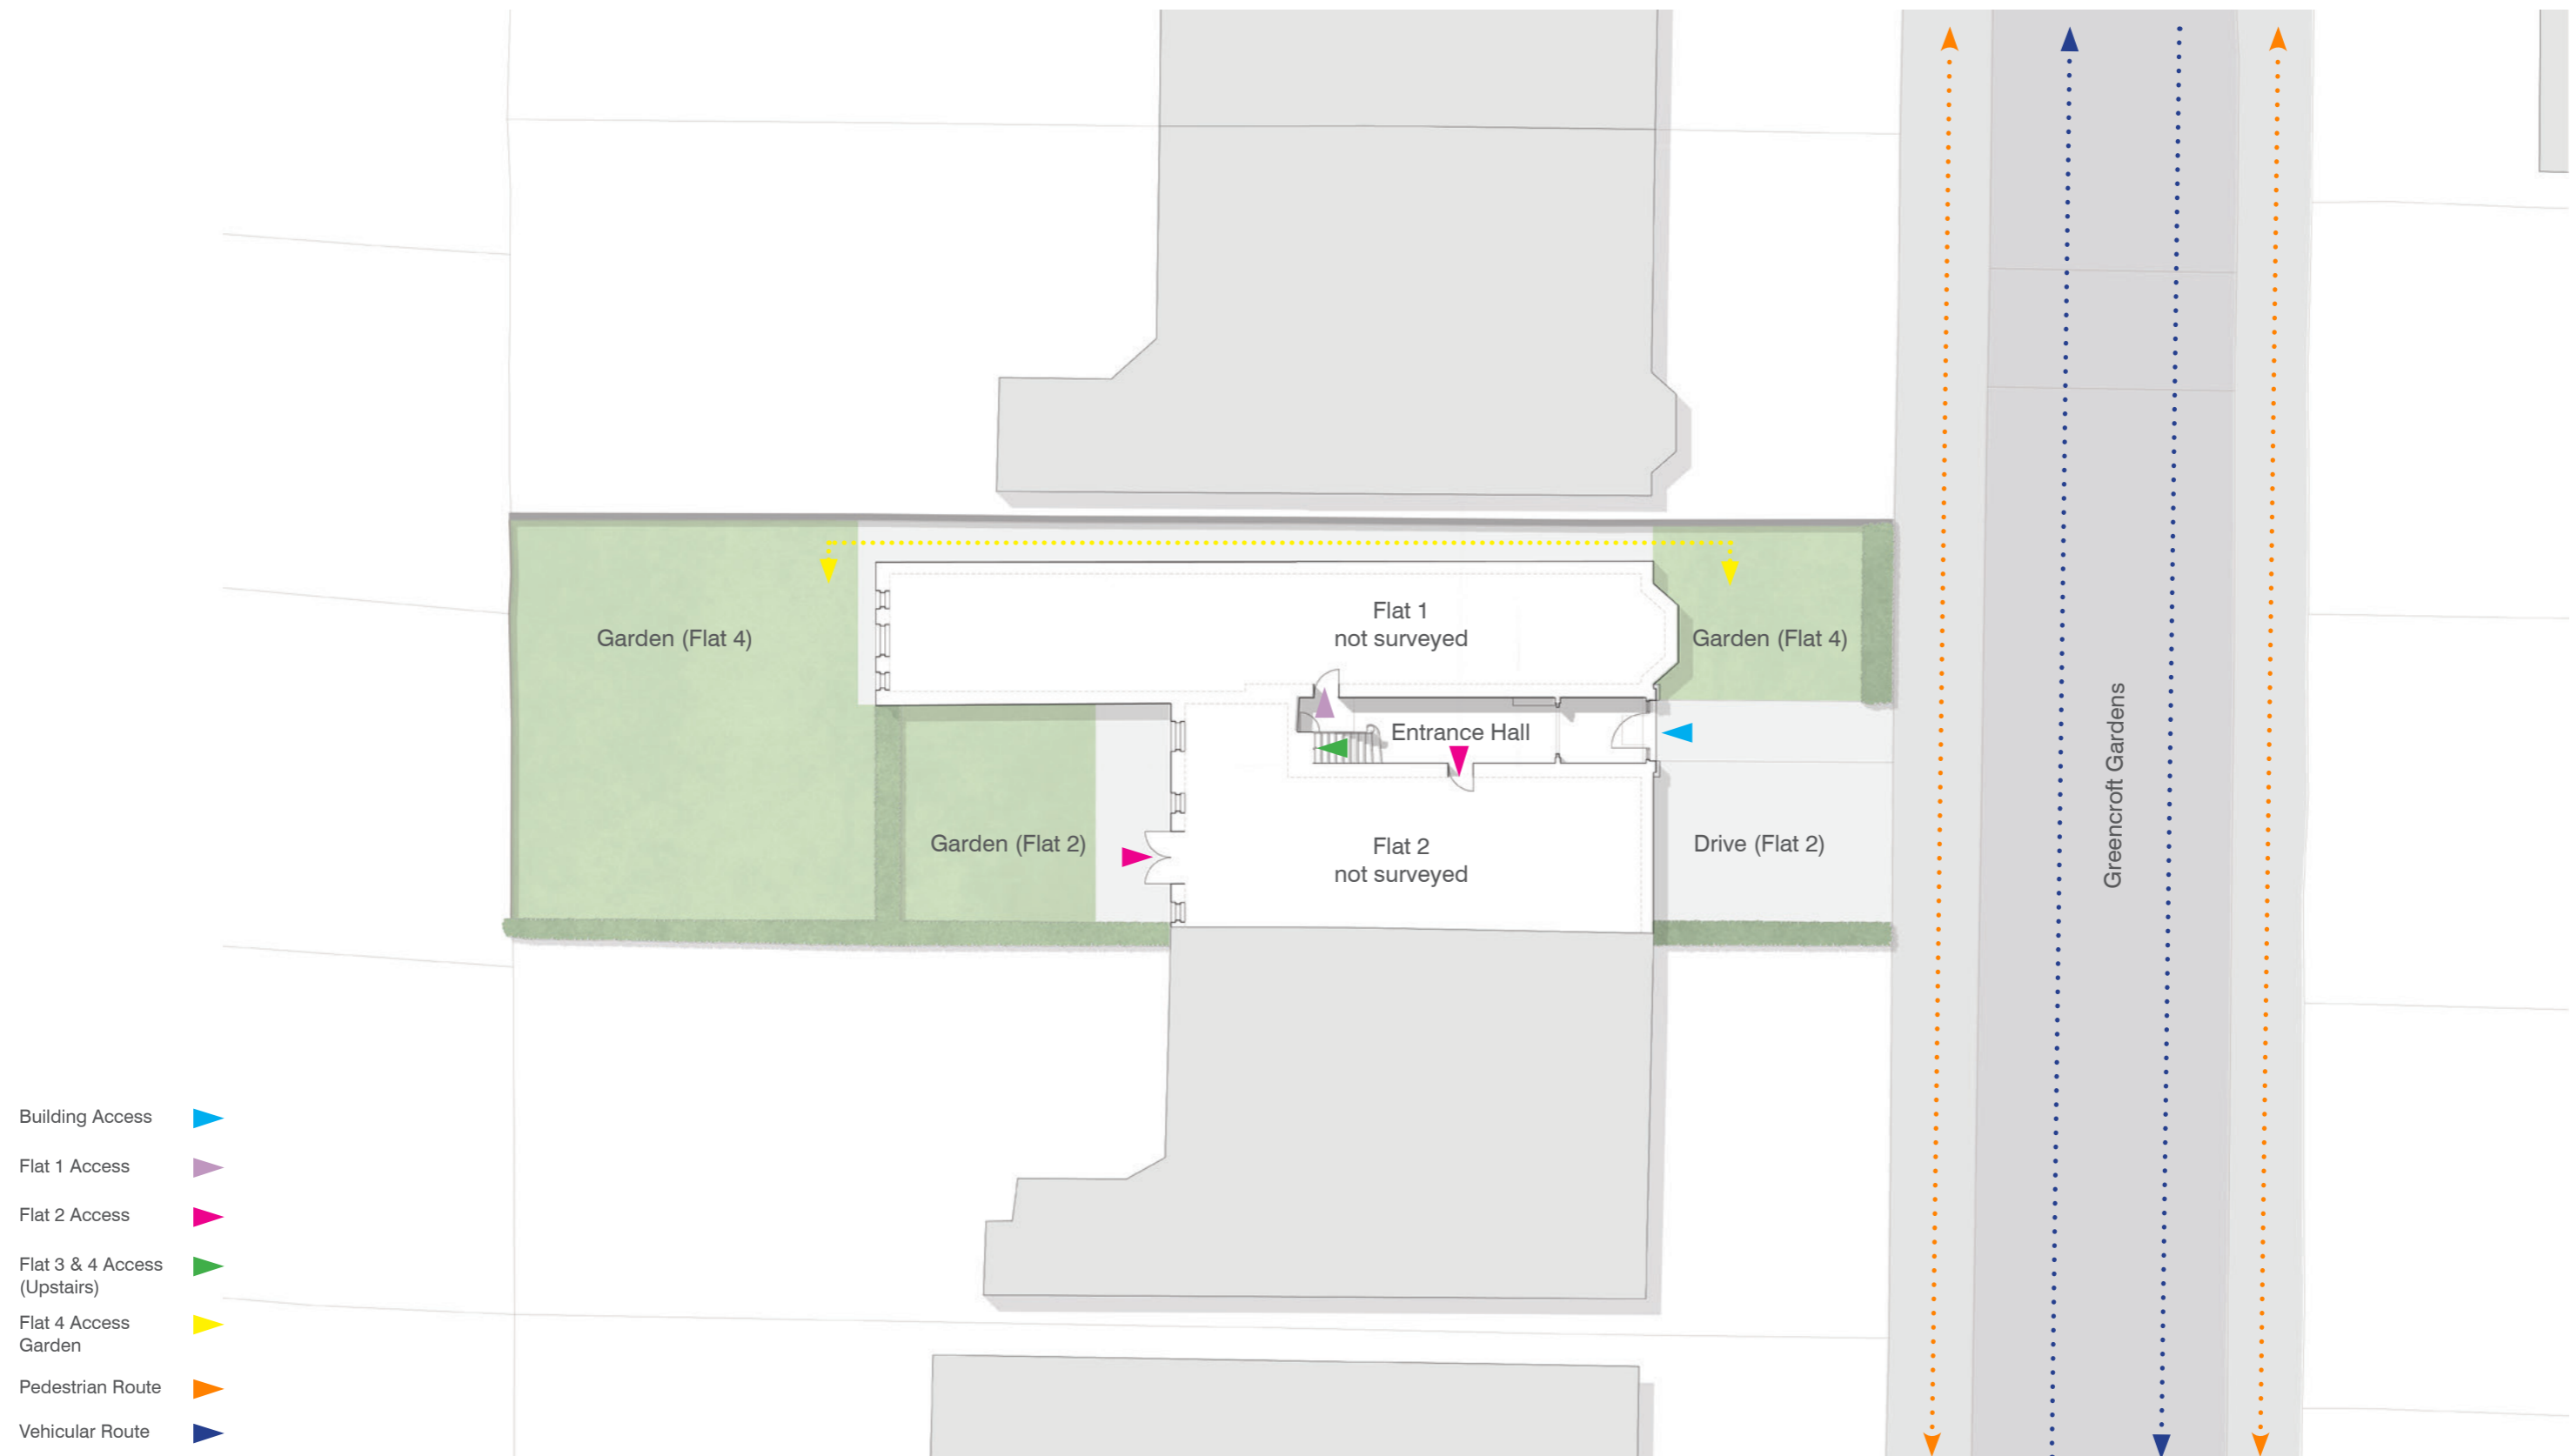 Flat 1
not surveyed
Garden (Flat 4)
Garden (Flat 4)
Entrance Hall
Greencroft Gardens
Garden (Flat 2)
Flat 2
not surveyed
Drive (Flat 2)
Building Access
Flat 1 Access
Flat 2 Access
Flat 3 & 4 Access
(Upstairs)
Flat 4 Access
Garden
Pedestrian Route
Vehicular Route